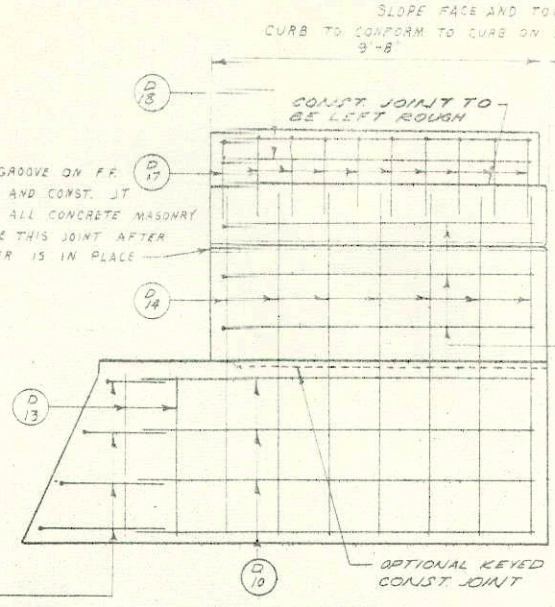 SLOPE FACE AND
CURB TO CONFORM TO CURB ON
9'-8"
D
18
CONST. JOINT TO
BE LEFT ROUGH
GROOVE ON F.F.
D
17
AND CONST. JT
ALL CONCRETE MASONRY
THIS JOINT AFTER
IS IN PLACE
D
14
D
13
OPTIONAL KEYED
CONST. JOINT
D
10